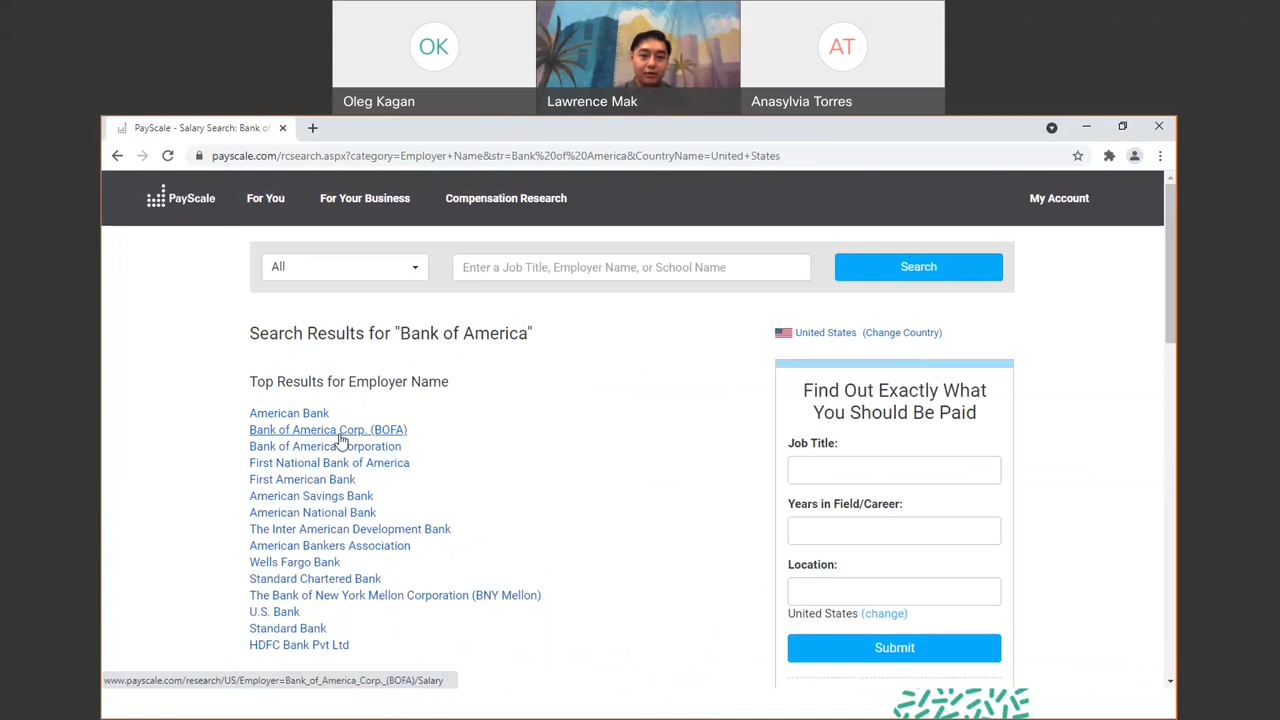 OK
AT
Oleg Kagan
Lawrence Mak
Anasylvia Torres
PayScale - Salary Search: Bank of
payscale.com/rcsearch.aspx?category=Employer+Name&str=Bank%20of%20America&CountryName=United+States
PayScale
For You
For Your Business
Compensation Research
My Account
All
Enter a Job Title, Employer Name, or School Name
Search
Search Results for "Bank of America"
United States (Change Country)
Top Results for Employer Name
American Bank
Bank of America Corp. (BOFA)
Bank of America Corporation
First National Bank of America
First American Bank
American Savings Bank
American National Bank
The Inter American Development Bank
American Bankers Association
Wells Fargo Bank
Standard Chartered Bank
The Bank of New York Mellon Corporation (BNY Mellon)
U.S. Bank
Standard Bank
HDFC Bank Pvt Ltd
Find Out Exactly What
You Should Be Paid
Job Title:
Years in Field/Career:
Location:
United States (change)
Submit
www.payscale.com/research/US/Employer=Bank_of_America_Corp._(BOFA)/Salary